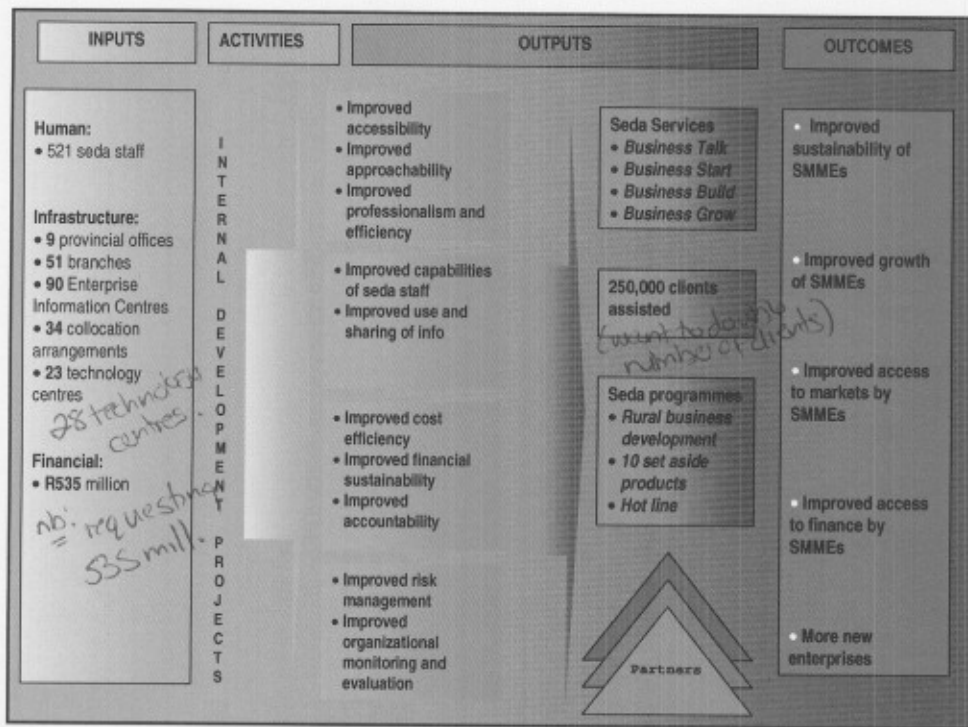 INPUTS
ACTIVITIES
OUTPUTS
OUTCOMES
Human:
• 521 seda staff
Infrastructure:
• 9 provincial offices
• 51 branches
• 90 Enterprise
Information Centres
• 34 collocation
arrangements
• 23 technology
centres
28 technology
centres.
Financial:
• R535 million
nb: requesting
535 mill.
INTERNAL DEVELOPMENT PROJECTS
• Improved
accessibility
• Improved
approachability
• Improved
professionalism and
efficiency
• Improved capabilities
of seda staff
• Improved use and
sharing of info
• Improved cost
efficiency
• Improved financial
sustainability
• Improved
accountability
• Improved risk
management
• Improved
organizational
monitoring and
evaluation
Seda Services
• Business Talk
• Business Start
• Business Build
• Business Grow
250,000 clients
assisted
(want to double
number of clients)
Seda programmes
• Rural business
development
• 10 set aside
products
• Hot line
Partners
• Improved
sustainability of
SMMEs
• Improved growth
of SMMEs
• Improved access
to markets by
SMMEs
• Improved access
to finance by
SMMEs
• More new
enterprises